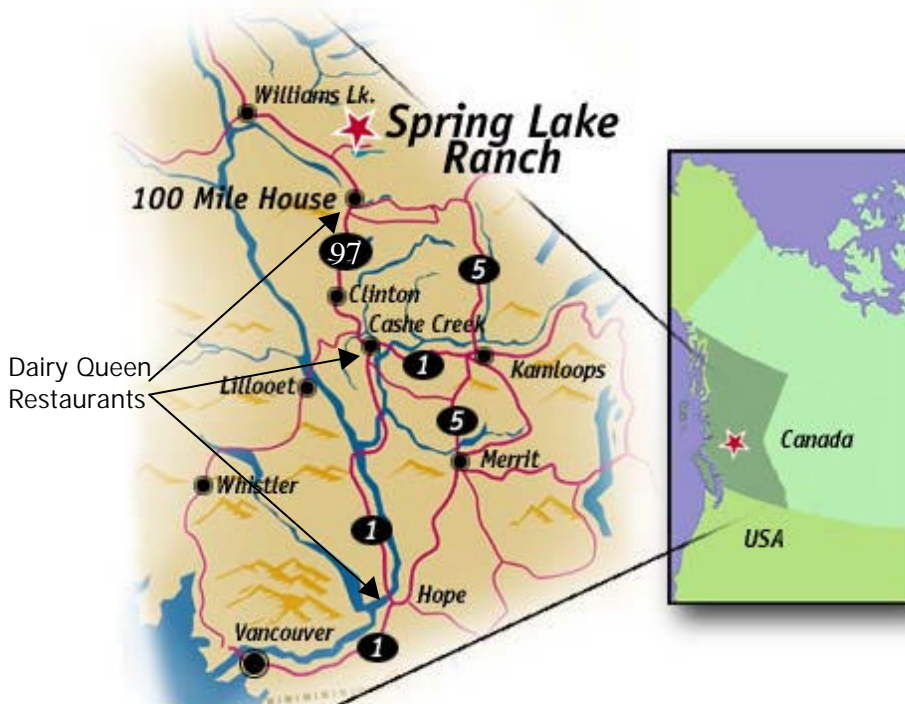 Williams Lk.
Spring Lake
Ranch
100 Mile House
97
5
Clinton
Cashe Creek
1
Kamloops
Dairy Queen
Restaurants
Lillooet
5
Merrit
Canada
Whistler
1
USA
Hope
Vancouver
1